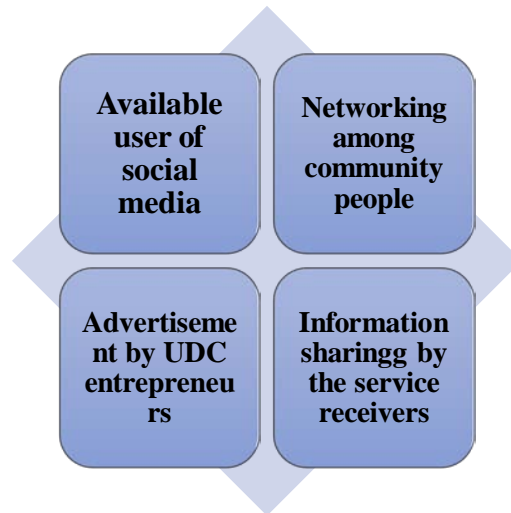 Available
user of
social
media
Networking
among
community
people
Advertiseme
nt by UDC
entrepreneu
rs
Information
sharingg by
the service
receivers